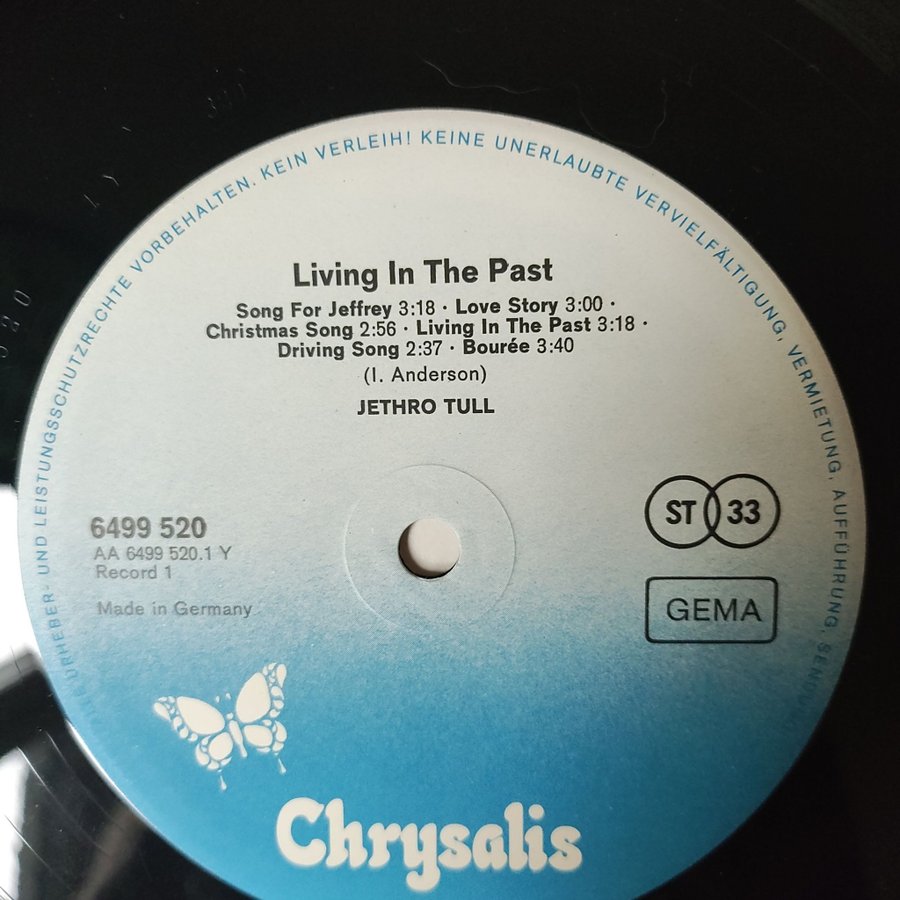 URHEBER- UND LEISTUNGSSCHUTZRECHTE VORBEHALTEN. KEIN VERLEIH! KEINE UNERLAUBTE VERVIELFÄLTIGUNG, VERMIETUNG, AUFFÜHRUNG,
Living In The Past
Song For Jeffrey 3:18 · Love Story 3:00 ·
Christmas Song 2:56 · Living In The Past 3:18 ·
Driving Song 2:37 · Bourée 3:40
(I. Anderson)
JETHRO TULL
6499 520
AA 6499 520.1 Y
Record 1
Made in Germany
ST 33
GEMA
Chrysalis